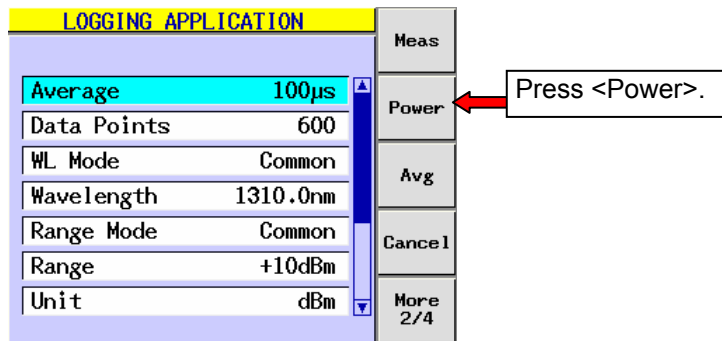 LOGGING APPLICATION
Average 100µs
Data Points 600
WL Mode Common
Wavelength 1310.0nm
Range Mode Common
Range +10dBm
Unit dBm
Meas
Power
Avg
Cancel
More
2/4
Press <Power>.